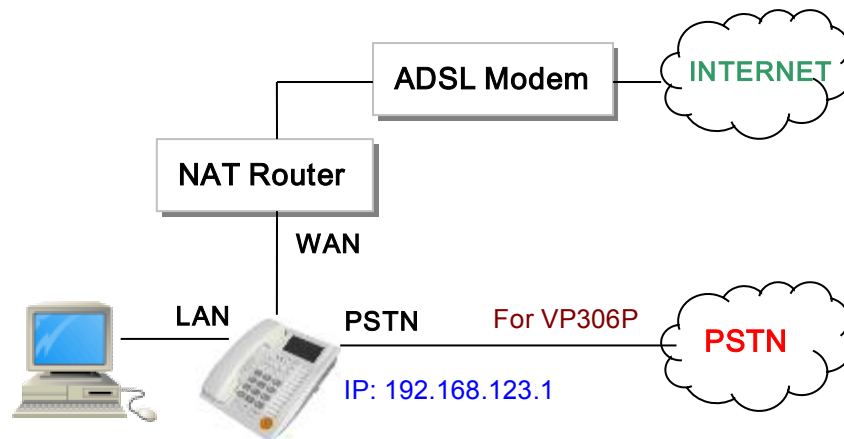 ADSL Modem
INTERNET
NAT Router
WAN
LAN
PSTN
For VP306P
PSTN
IP: 192.168.123.1